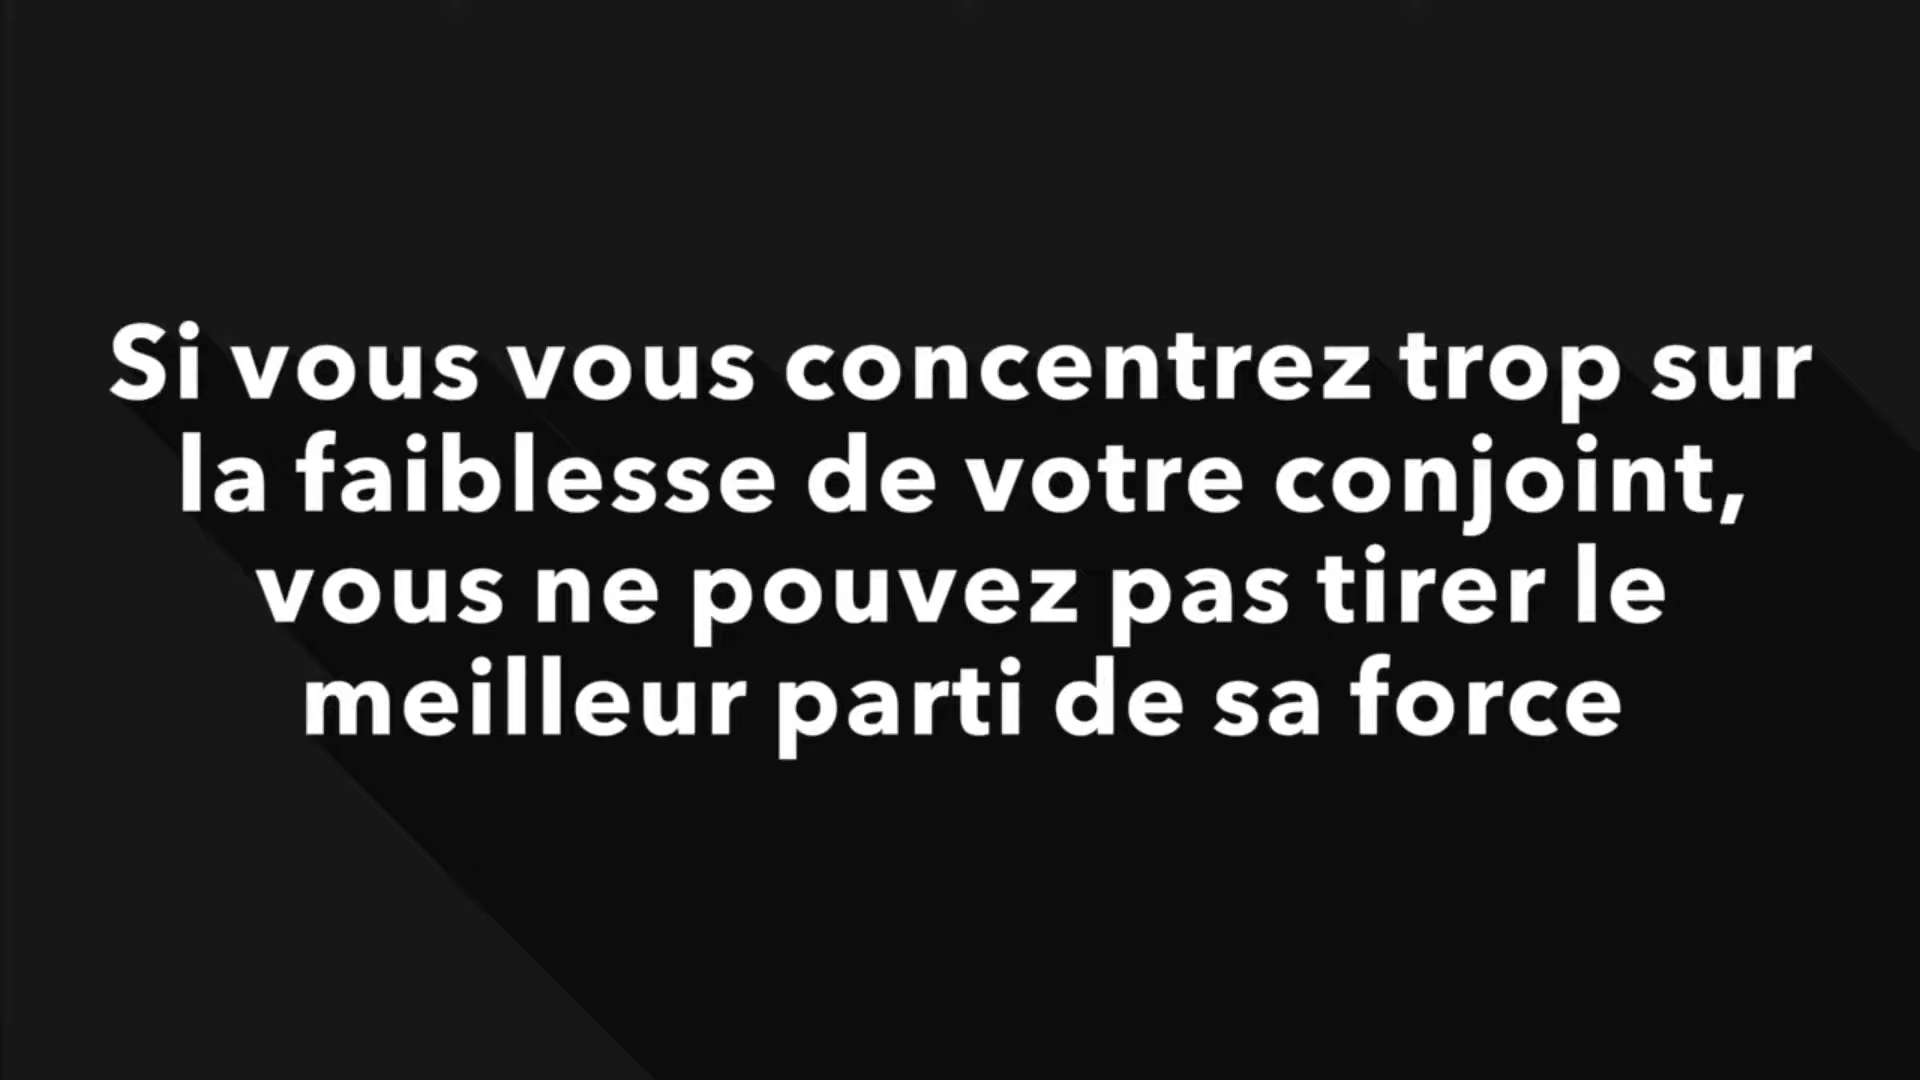 Si vous vous concentrez trop sur
la faiblesse de votre conjoint,
vous ne pouvez pas tirer le
meilleur parti de sa force